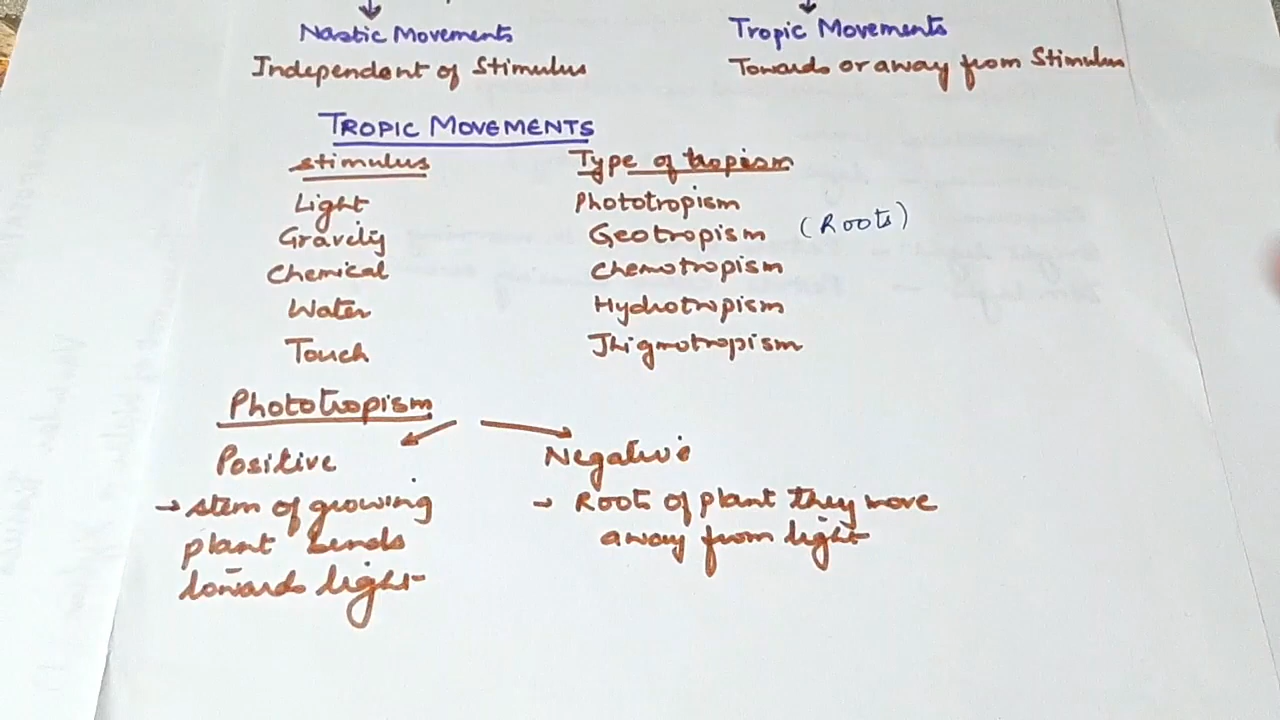 Nastic Movements
Tropic Movements
Independent of Stimulus
Towards or away from Stimulus
TROPIC MOVEMENTS
Stimulus
Type of tropism
Light
Phototropism
Gravity
Geotropism (Roots)
Chemical
Chemotropism
Water
Hydrotropism
Touch
Thigmotropism
Phototropism
Positive
Negative
→ stem of growing
plant bends
towards light
→ Root of plant they move
away from light